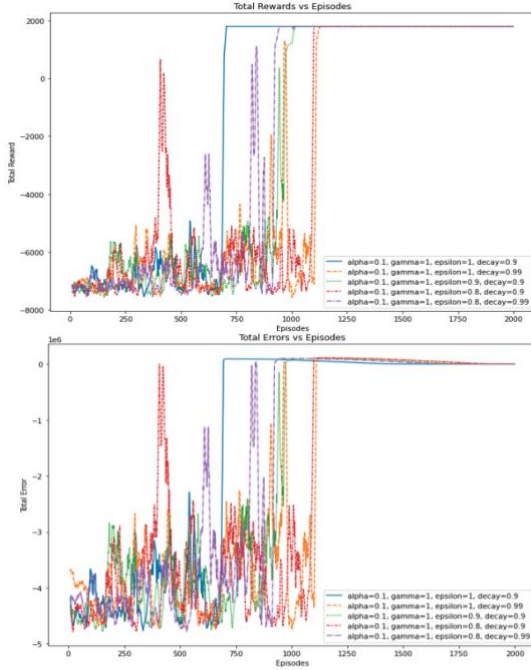 Total Rewards vs Episodes
2000
0
−2000
−4000
−6000
−8000
Total Reward
0
250
500
750
1000
1250
1500
1750
2000
Episodes
alpha=0.1, gamma=1, epsilon=1, decay=0.9
alpha=0.1, gamma=1, epsilon=1, decay=0.99
alpha=0.1, gamma=1, epsilon=0.9, decay=0.9
alpha=0.1, gamma=1, epsilon=0.8, decay=0.9
alpha=0.1, gamma=1, epsilon=0.8, decay=0.99
Total Errors vs Episodes
1e6
0
−1
−2
−3
−4
−5
Total Error
0
250
500
750
1000
1250
1500
1750
2000
Episodes
alpha=0.1, gamma=1, epsilon=1, decay=0.9
alpha=0.1, gamma=1, epsilon=1, decay=0.99
alpha=0.1, gamma=1, epsilon=0.9, decay=0.9
alpha=0.1, gamma=1, epsilon=0.8, decay=0.9
alpha=0.1, gamma=1, epsilon=0.8, decay=0.99